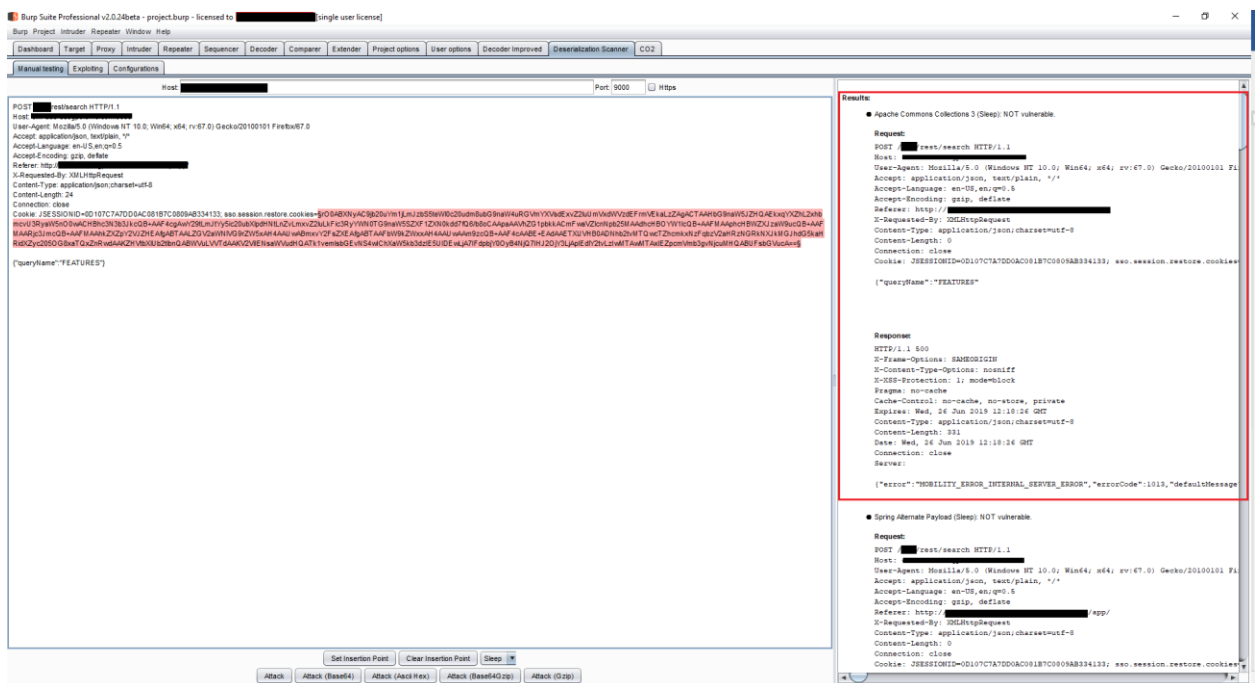 Burp Suite Professional v2.0.24beta - project.burp - licensed to [single user license]
Burp Project Intruder Repeater Window Help
Dashboard Target Proxy Intruder Repeater Sequencer Decoder Comparer Extender Project options User options Decoder Improved Deserialization Scanner CO2
Manual testing Exploiting Configurations
Host: Port: 9000 Https
POST rest/search HTTP/1.1
Host:
User-Agent: Mozilla/5.0 (Windows NT 10.0; Win64; x64; rv:67.0) Gecko/20100101 Firefox/67.0
Accept: application/json, text/plain, */*
Accept-Language: en-US,en;q=0.5
Accept-Encoding: gzip, deflate
Referer: http://
X-Requested-By: XMLHttpRequest
Content-Type: application/json;charset=utf-8
Content-Length: 24
Connection: close
Cookie: JSESSIONID=0D107C7A7DD0AC081B7C0809AB334133; sso.session.restore.cookies=
{"queryName":"FEATURES"}
Set Insertion Point Clear Insertion Point Sleep
Attack Attack (Base64) Attack (Ascii Hex) Attack (Base64Gzip) Attack (Gzip)
Results:
Apache Commons Collections 3 (Sleep): NOT vulnerable.
Request:
POST / /rest/search HTTP/1.1
Host:
User-Agent: Mozilla/5.0 (Windows NT 10.0; Win64; x64; rv:67.0) Gecko/20100101
Accept: application/json, text/plain, */*
Accept-Language: en-US,en;q=0.5
Accept-Encoding: gzip, deflate
Referer: http://
X-Requested-By: XMLHttpRequest
Content-Type: application/json;charset=utf-8
Content-Length: 0
Connection: close
Cookie: JSESSIONID=0D107C7A7DD0AC081B7C0809AB334133; sso.session.restore.cookies
{"queryName":"FEATURES"
Response:
HTTP/1.1 500
X-Frame-Options: SAMEORIGIN
X-Content-Type-Options: nosniff
X-XSS-Protection: 1; mode=block
Pragma: no-cache
Cache-Control: no-cache, no-store, private
Expires: Wed, 26 Jun 2019 12:18:26 GMT
Content-Type: application/json;charset=utf-8
Content-Length: 331
Date: Wed, 26 Jun 2019 12:18:26 GMT
Connection: close
Server:
{"error":"MOBILITY_ERROR_INTERNAL_SERVER_ERROR","errorCode":1013,"defaultMessage
Spring Alternate Payload (Sleep): NOT vulnerable.
Request:
POST / /rest/search HTTP/1.1
Host:
User-Agent: Mozilla/5.0 (Windows NT 10.0; Win64; x64; rv:67.0) Gecko/20100101 Fi
Accept: application/json, text/plain, */*
Accept-Language: en-US,en;q=0.5
Accept-Encoding: gzip, deflate
Referer: http:/ /app/
X-Requested-By: XMLHttpRequest
Content-Type: application/json;charset=utf-8
Content-Length: 0
Connection: close
Cookie: JSESSIONID=0D107C7A7DD0AC081B7C0809AB334133; sso.session.restore.cookies